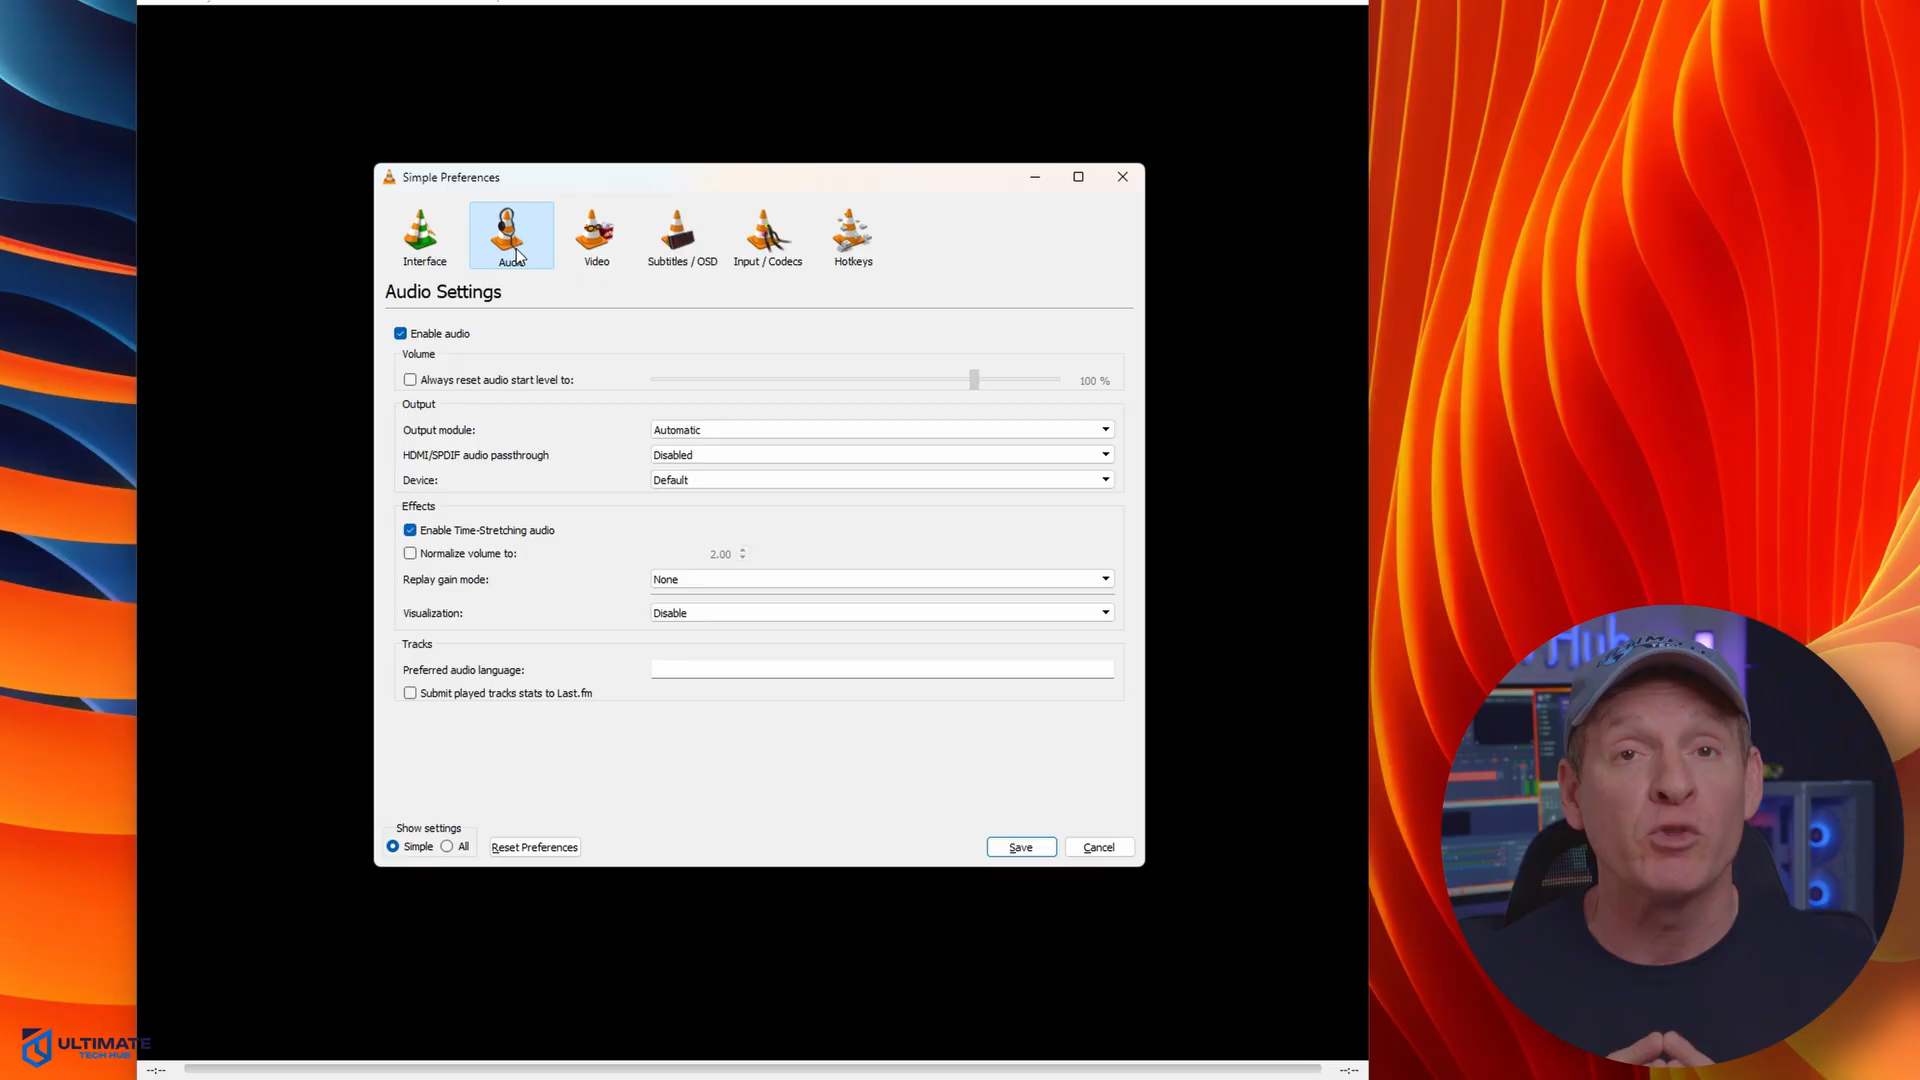 Simple Preferences
Interface
Audio
Video
Subtitles / OSD
Input / Codecs
Hotkeys
Audio Settings
Enable audio
Volume
Always reset audio start level to:
100 %
Output
Output module:
Automatic
HDMI/SPDIF audio passthrough
Disabled
Device:
Default
Effects
Enable Time-Stretching audio
Normalize volume to:
2.00
Replay gain mode:
None
Visualization:
Disable
Tracks
Preferred audio language:
Submit played tracks stats to Last.fm
Show settings
Simple
All
Reset Preferences
Save
Cancel
Hub
ULTIMATE
TECH HUB
--:--
--:--